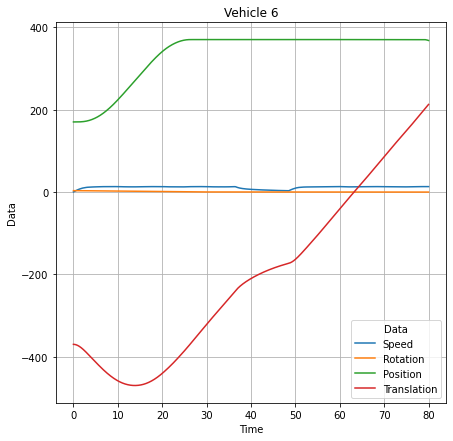 Vehicle 6
400
200
0
−200
−400
Data
0 10 20 30 40 50 60 70 80
Time
Data
Speed
Rotation
Position
Translation